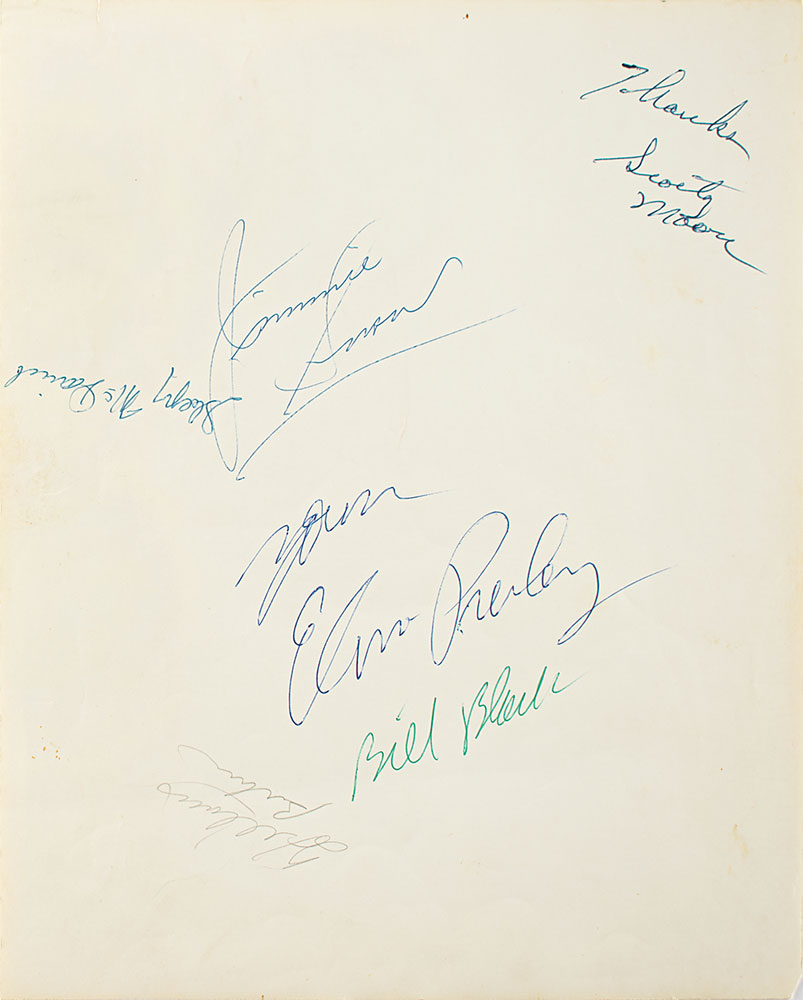 Thanks
Scotty
Moore
Jimmie
Snow
Sleepy McDaniel
Yours
Elvis Presley
Bill Black